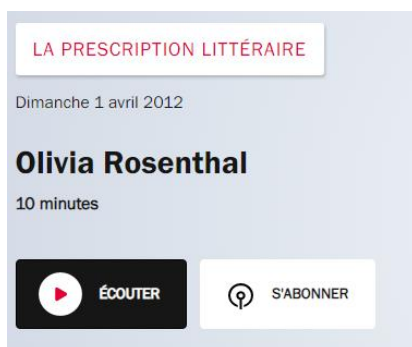 LA PRESCRIPTION LITTÉRAIRE
Dimanche 1 avril 2012
Olivia Rosenthal
10 minutes
ÉCOUTER
S'ABONNER